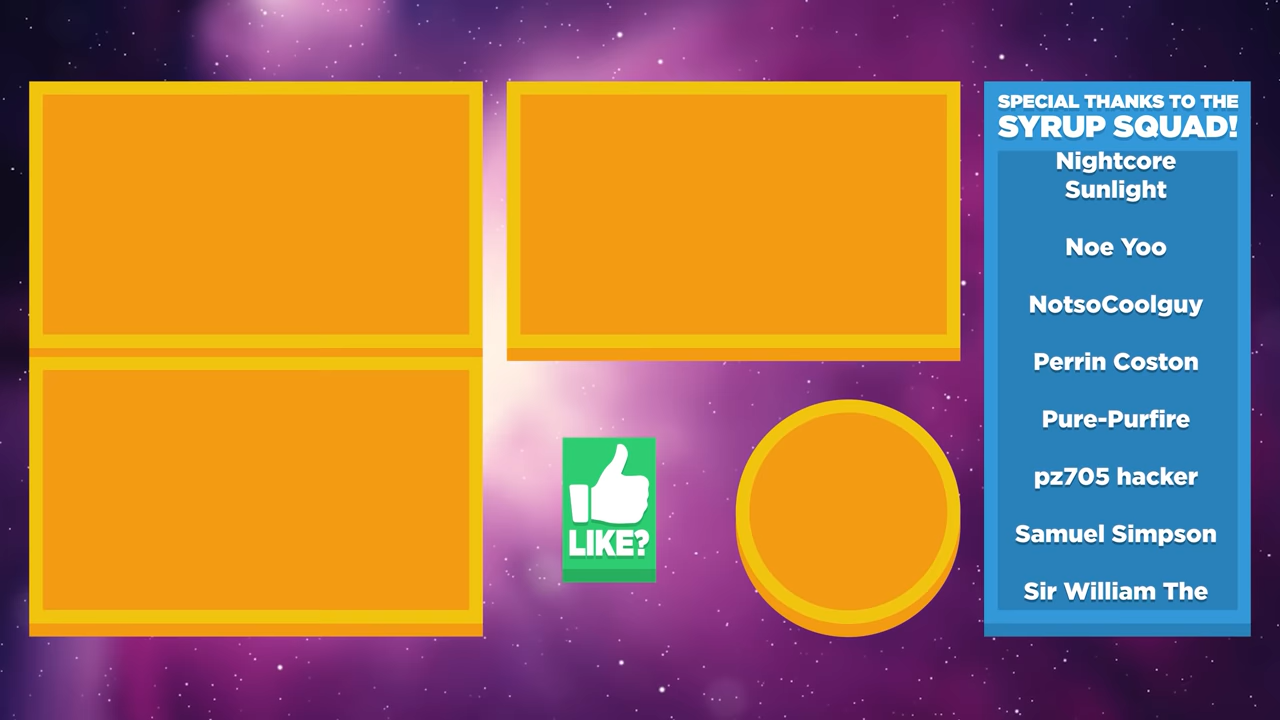 SPECIAL THANKS TO THE
SYRUP SQUAD!
Nightcore
Sunlight
Noe Yoo
NotsoCoolguy
Perrin Coston
Pure-Purfire
pz705 hacker
Samuel Simpson
Sir William The
LIKE?